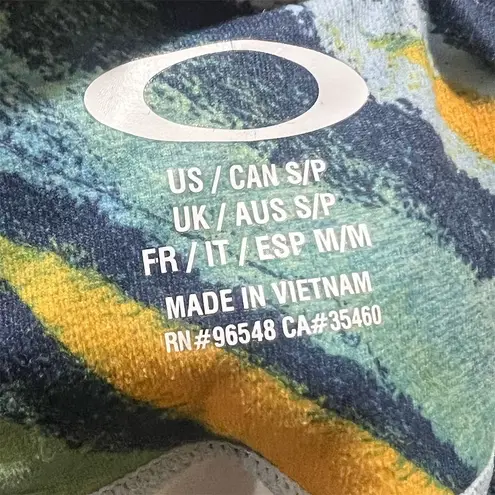 US / CAN S/P
UK / AUS S/P
FR / IT / ESP M/M
MADE IN VIETNAM
RN#96548 CA#35460